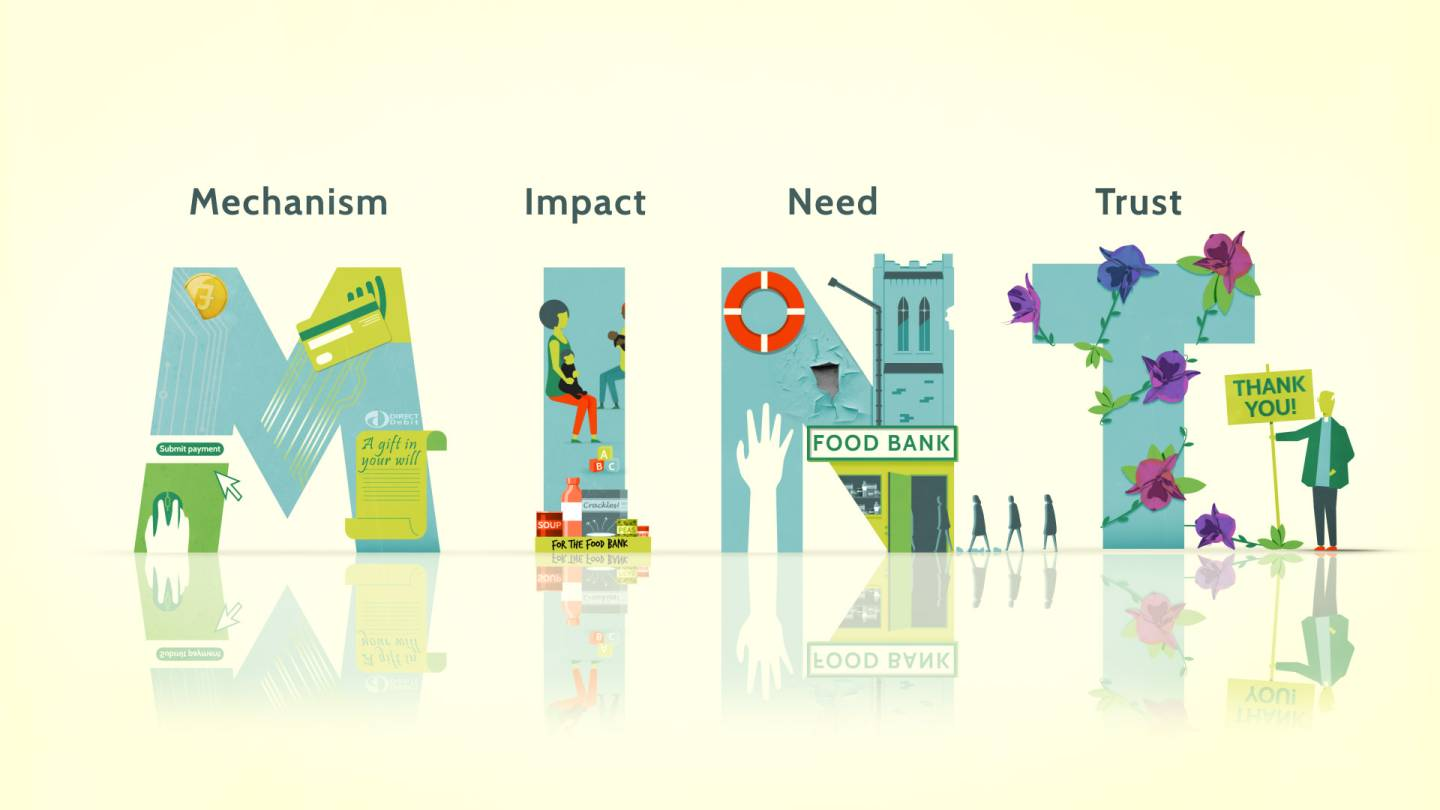 Mechanism
Impact
Need
Trust
DIRECT
Debit
A gift in
your will
Submit payment
A
B C
SOUP
Crackles!
PEAS
FOR THE FOOD BANK
FOOD BANK
THANK
YOU!